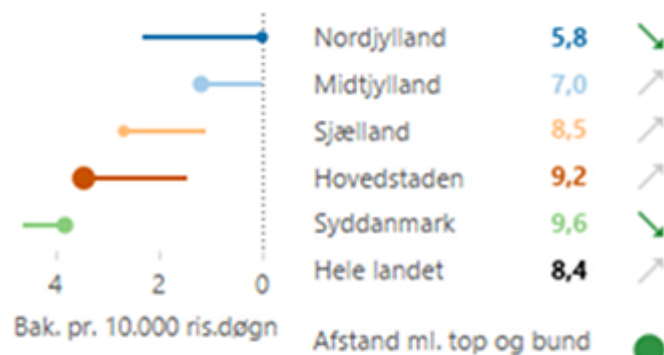 Nordjylland 5,8
Midtjylland 7,0
Sjælland 8,5
Hovedstaden 9,2
Syddanmark 9,6
Hele landet 8,4
4 2 0
Bak. pr. 10.000 ris.døgn
Afstand ml. top og bund